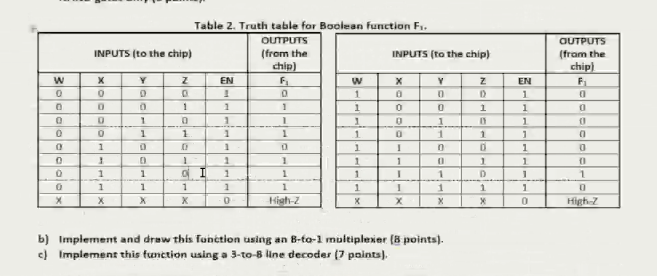 Table 2. Truth table for Boolean function F₁.
INPUTS (to the chip) OUTPUTS (from the chip) INPUTS (to the chip) OUTPUTS (from the chip)
W X Y Z EN F₁ W X Y Z EN F₁
0 0 0 0 1 0 1 0 0 0 1 0
0 0 0 1 1 1 1 0 0 1 1 0
0 0 1 0 1 1 1 0 1 0 1 0
0 0 1 1 1 1 1 0 1 1 1 0
0 1 0 0 1 0 1 1 0 0 1 0
0 1 0 1 1 1 1 1 0 1 1 0
0 1 1 0 1 1 1 1 1 0 1 1
0 1 1 1 1 1 1 1 1 1 1 0
X X X X 0 High-Z X X X X 0 High-Z
b) Implement and draw this function using an 8-to-1 multiplexer (8 points).
c) Implement this function using a 3-to-8 line decoder (7 points).